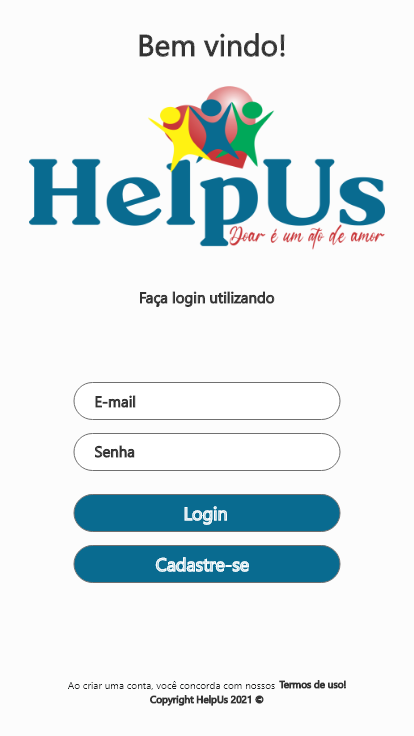 Bem vindo!
HelpUs
Doar é um ato de amor
Faça login utilizando
E-mail
Senha
Login
Cadastre-se
Ao criar uma conta, você concorda com nossos Termos de uso!
Copyright HelpUs 2021 ©